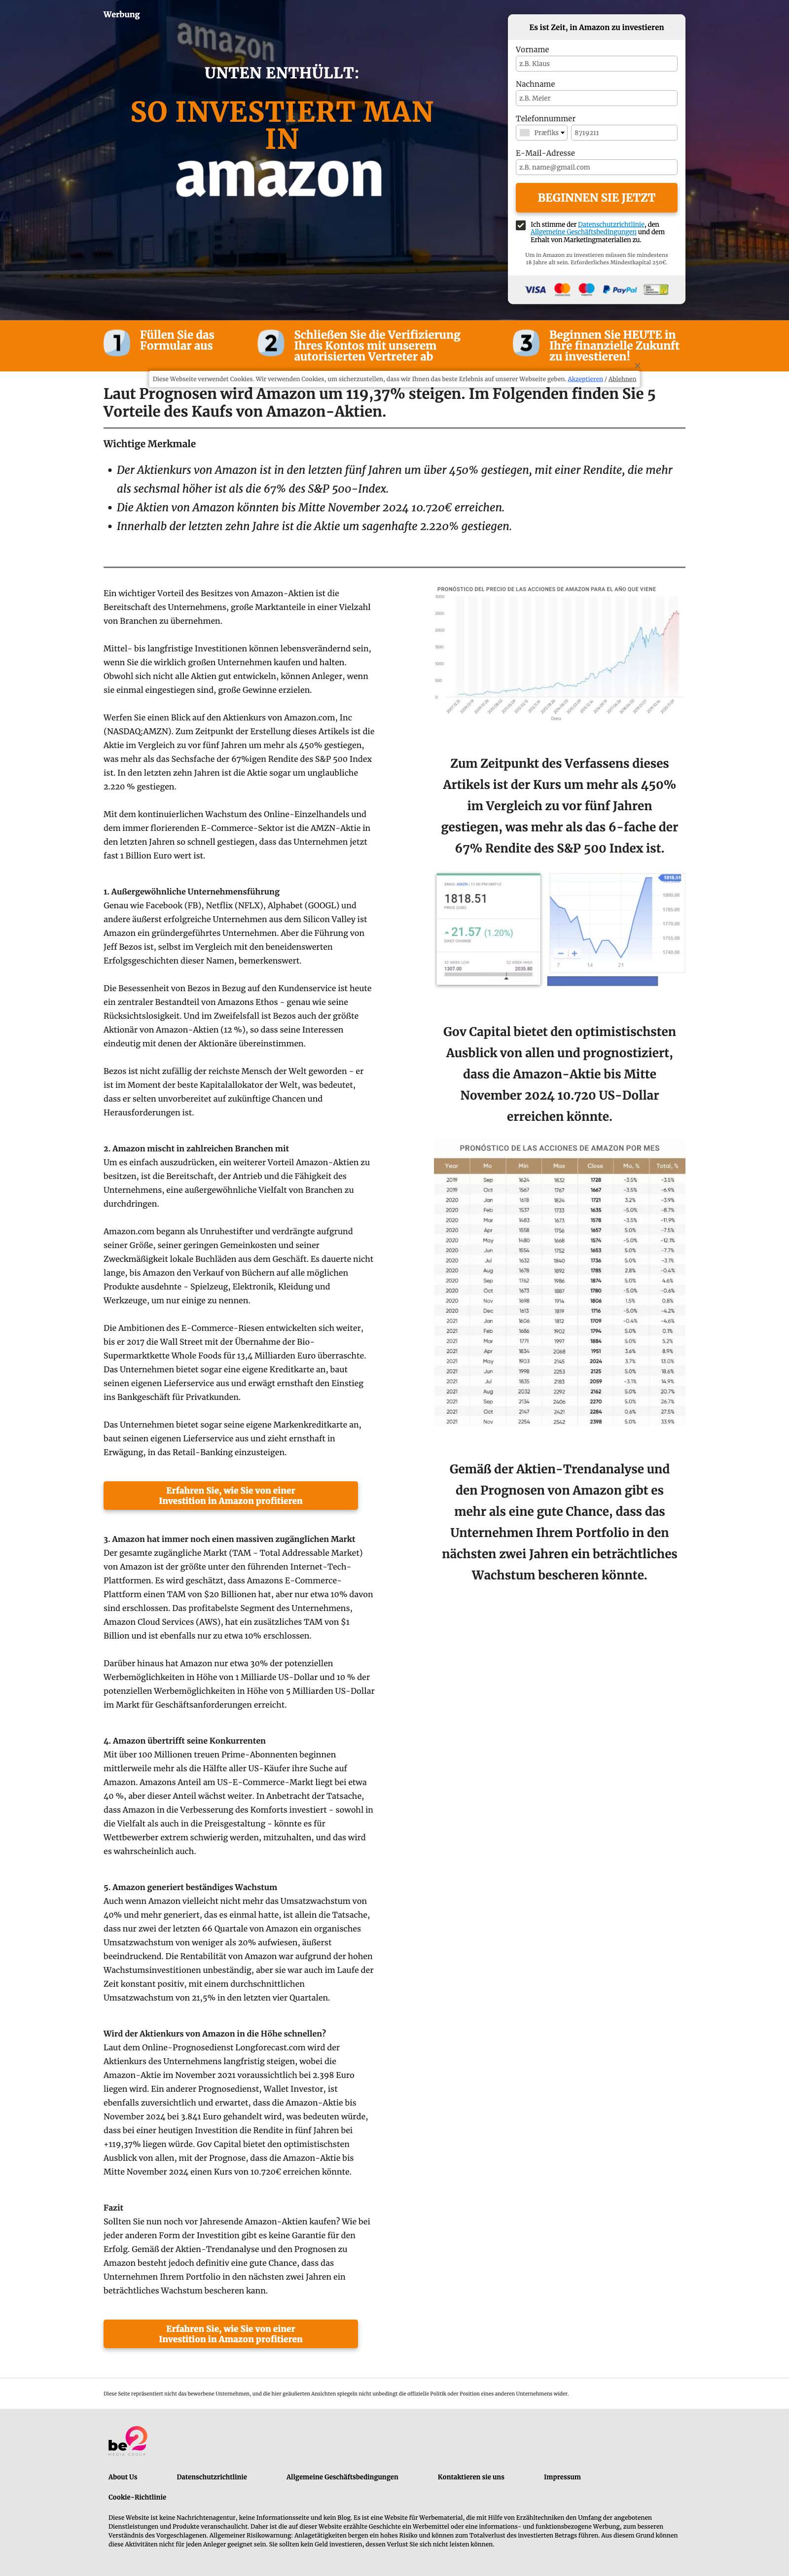 Werbung
amazon
UNTEN ENTHÜLLT:
SO INVESTIERT MAN
IN
amazon
Es ist Zeit, in Amazon zu investieren
Vorname
z.B. Klaus
Nachname
z.B. Meier
Telefonnummer
Præfiks 8719211
E-Mail-Adresse
z.B. name@gmail.com
BEGINNEN SIE JETZT
Ich stimme der Datenschutzrichtlinie, den
Allgemeine Geschäftsbedingungen und dem
Erhalt von Marketingmaterialien zu.
Um in Amazon zu investieren müssen Sie mindestens
18 Jahre alt sein. Erforderliches Mindestkapital 250€.
VISA PayPal
1 Füllen Sie das
Formular aus
2 Schließen Sie die Verifizierung
Ihres Kontos mit unserem
autorisierten Vertreter ab
3 Beginnen Sie HEUTE in
Ihre finanzielle Zukunft
zu investieren!
Diese Webseite verwendet Cookies. Wir verwenden Cookies, um sicherzustellen, dass wir Ihnen das beste Erlebnis auf unserer Webseite geben. Akzeptieren / Ablehnen
Laut Prognosen wird Amazon um 119,37% steigen. Im Folgenden finden Sie 5
Vorteile des Kaufs von Amazon-Aktien.
Wichtige Merkmale
• Der Aktienkurs von Amazon ist in den letzten fünf Jahren um über 450% gestiegen, mit einer Rendite, die mehr
als sechsmal höher ist als die 67% des S&P 500-Index.
• Die Aktien von Amazon könnten bis Mitte November 2024 10.720€ erreichen.
• Innerhalb der letzten zehn Jahre ist die Aktie um sagenhafte 2.220% gestiegen.
Ein wichtiger Vorteil des Besitzes von Amazon-Aktien ist die
Bereitschaft des Unternehmens, große Marktanteile in einer Vielzahl
von Branchen zu übernehmen.
Mittel- bis langfristige Investitionen können lebensverändernd sein,
wenn Sie die wirklich großen Unternehmen kaufen und halten.
Obwohl sich nicht alle Aktien gut entwickeln, können Anleger, wenn
sie einmal eingestiegen sind, große Gewinne erzielen.
Werfen Sie einen Blick auf den Aktienkurs von Amazon.com, Inc
(NASDAQ:AMZN). Zum Zeitpunkt der Erstellung dieses Artikels ist die
Aktie im Vergleich zu vor fünf Jahren um mehr als 450% gestiegen,
was mehr als das Sechsfache der 67%igen Rendite des S&P 500 Index
ist. In den letzten zehn Jahren ist die Aktie sogar um unglaubliche
2.220 % gestiegen.
Mit dem kontinuierlichen Wachstum des Online-Einzelhandels und
dem immer florierenden E-Commerce-Sektor ist die AMZN-Aktie in
den letzten Jahren so schnell gestiegen, dass das Unternehmen jetzt
fast 1 Billion Euro wert ist.
1. Außergewöhnliche Unternehmensführung
Genau wie Facebook (FB), Netflix (NFLX), Alphabet (GOOGL) und
andere äußerst erfolgreiche Unternehmen aus dem Silicon Valley ist
Amazon ein gründergeführtes Unternehmen. Aber die Führung von
Jeff Bezos ist, selbst im Vergleich mit den beneidenswerten
Erfolgsgeschichten dieser Namen, bemerkenswert.
Die Besessenheit von Bezos in Bezug auf den Kundenservice ist heute
ein zentraler Bestandteil von Amazons Ethos - genau wie seine
Rücksichtslosigkeit. Und im Zweifelsfall ist Bezos auch der größte
Aktionär von Amazon-Aktien (12 %), so dass seine Interessen
eindeutig mit denen der Aktionäre übereinstimmen.
Bezos ist nicht zufällig der reichste Mensch der Welt geworden - er
ist im Moment der beste Kapitalallokator der Welt, was bedeutet,
dass er selten unvorbereitet auf zukünftige Chancen und
Herausforderungen ist.
2. Amazon mischt in zahlreichen Branchen mit
Um es einfach auszudrücken, ein weiterer Vorteil Amazon-Aktien zu
besitzen, ist die Bereitschaft, der Antrieb und die Fähigkeit des
Unternehmens, eine außergewöhnliche Vielfalt von Branchen zu
durchdringen.
Amazon.com begann als Unruhestifter und verdrängte aufgrund
seiner Größe, seiner geringen Gemeinkosten und seiner
Zweckmäßigkeit lokale Buchläden aus dem Geschäft. Es dauerte nicht
lange, bis Amazon den Verkauf von Büchern auf alle möglichen
Produkte ausdehnte - Spielzeug, Elektronik, Kleidung und
Werkzeuge, um nur einige zu nennen.
Die Ambitionen des E-Commerce-Riesen entwickelten sich weiter,
bis er 2017 die Wall Street mit der Übernahme der Bio-
Supermarktkette Whole Foods für 13,4 Milliarden Euro überraschte.
Das Unternehmen bietet sogar eine eigene Kreditkarte an, baut
seinen eigenen Lieferservice aus und erwägt ernsthaft den Einstieg
ins Bankgeschäft für Privatkunden.
Das Unternehmen bietet sogar seine eigene Markenkreditkarte an,
baut seinen eigenen Lieferservice aus und zieht ernsthaft in
Erwägung, in das Retail-Banking einzusteigen.
Erfahren Sie, wie Sie von einer
Investition in Amazon profitieren
3. Amazon hat immer noch einen massiven zugänglichen Markt
Der gesamte zugängliche Markt (TAM - Total Addressable Market)
von Amazon ist der größte unter den führenden Internet-Tech-
Plattformen. Es wird geschätzt, dass Amazons E-Commerce-
Plattform einen TAM von $20 Billionen hat, aber nur etwa 10% davon
sind erschlossen. Das profitabelste Segment des Unternehmens,
Amazon Cloud Services (AWS), hat ein zusätzliches TAM von $1
Billion und ist ebenfalls nur zu etwa 10% erschlossen.
Darüber hinaus hat Amazon nur etwa 30% der potenziellen
Werbemöglichkeiten in Höhe von 1 Milliarde US-Dollar und 10 % der
potenziellen Werbemöglichkeiten in Höhe von 5 Milliarden US-Dollar
im Markt für Geschäftsanforderungen erreicht.
4. Amazon übertrifft seine Konkurrenten
Mit über 100 Millionen treuen Prime-Abonnenten beginnen
mittlerweile mehr als die Hälfte aller US-Käufer ihre Suche auf
Amazon. Amazons Anteil am US-E-Commerce-Markt liegt bei etwa
40 %, aber dieser Anteil wächst weiter. In Anbetracht der Tatsache,
dass Amazon in die Verbesserung des Komforts investiert - sowohl in
die Vielfalt als auch in die Preisgestaltung - könnte es für
Wettbewerber extrem schwierig werden, mitzuhalten, und das wird
es wahrscheinlich auch.
5. Amazon generiert beständiges Wachstum
Auch wenn Amazon vielleicht nicht mehr das Umsatzwachstum von
40% und mehr generiert, das es einmal hatte, ist allein die Tatsache,
dass nur zwei der letzten 66 Quartale von Amazon ein organisches
Umsatzwachstum von weniger als 20% aufwiesen, äußerst
beeindruckend. Die Rentabilität von Amazon war aufgrund der hohen
Wachstumsinvestitionen unbeständig, aber sie war auch im Laufe der
Zeit konstant positiv, mit einem durchschnittlichen
Umsatzwachstum von 21,5% in den letzten vier Quartalen.
Wird der Aktienkurs von Amazon in die Höhe schnellen?
Laut dem Online-Prognosedienst Longforecast.com wird der
Aktienkurs des Unternehmens langfristig steigen, wobei die
Amazon-Aktie im November 2021 voraussichtlich bei 2.398 Euro
liegen wird. Ein anderer Prognosedienst, Wallet Investor, ist
ebenfalls zuversichtlich und erwartet, dass die Amazon-Aktie bis
November 2024 bei 3.841 Euro gehandelt wird, was bedeuten würde,
dass bei einer heutigen Investition die Rendite in fünf Jahren bei
+119,37% liegen würde. Gov Capital bietet den optimistischsten
Ausblick von allen, mit der Prognose, dass die Amazon-Aktie bis
Mitte November 2024 einen Kurs von 10.720€ erreichen könnte.
Fazit
Sollten Sie nun noch vor Jahresende Amazon-Aktien kaufen? Wie bei
jeder anderen Form der Investition gibt es keine Garantie für den
Erfolg. Gemäß der Aktien-Trendanalyse und den Prognosen zu
Amazon besteht jedoch definitiv eine gute Chance, dass das
Unternehmen Ihrem Portfolio in den nächsten zwei Jahren ein
beträchtliches Wachstum bescheren kann.
Erfahren Sie, wie Sie von einer
Investition in Amazon profitieren
PRONÓSTICO DEL PRECIO DE LAS ACCIONES DE AMAZON PARA EL AÑO QUE VIENE
3000
2500
2000
1500
1000
500
0
Zum Zeitpunkt des Verfassens dieses
Artikels ist der Kurs um mehr als 450%
im Vergleich zu vor fünf Jahren
gestiegen, was mehr als das 6-fache der
67% Rendite des S&P 500 Index ist.
1818.51
21.57 (1.20%)
DAILY CHANGE
52 WEEK LOW 52 WEEK HIGH
1307.00 2035.80
1818.51
1800.00
1785.00
1770.00
1755.00
1740.00
7 14 21
Gov Capital bietet den optimistischsten
Ausblick von allen und prognostiziert,
dass die Amazon-Aktie bis Mitte
November 2024 10.720 US-Dollar
erreichen könnte.
PRONÓSTICO DE LAS ACCIONES DE AMAZON POR MES
Year Mo Min Max Close Mo, % Total, %
2019 Sep 1624 1832 1728 -3.5% -3.5%
2019 Oct 1567 1767 1667 -3.5% -6.9%
2020 Jan 1618 1824 1721 3.2% -3.9%
2020 Feb 1537 1733 1635 -5.0% -8.7%
2020 Mar 1483 1673 1578 -3.5% -11.9%
2020 Apr 1558 1756 1657 5.0% -7.5%
2020 May 1480 1668 1574 -5.0% -12.1%
2020 Jun 1554 1752 1653 5.0% -7.7%
2020 Jul 1632 1840 1736 5.0% -3.1%
2020 Aug 1678 1892 1785 2.8% -0.4%
2020 Sep 1762 1986 1874 5.0% 4.6%
2020 Oct 1673 1887 1780 -5.0% -0.6%
2020 Nov 1698 1914 1806 1.5% 0.8%
2020 Dec 1613 1819 1716 -5.0% -4.2%
2021 Jan 1606 1812 1709 -0.4% -4.6%
2021 Feb 1686 1902 1794 5.0% 0.1%
2021 Mar 1771 1997 1884 5.0% 5.2%
2021 Apr 1834 2068 1951 3.6% 8.9%
2021 May 1903 2145 2024 3.7% 13.0%
2021 Jun 1998 2253 2125 5.0% 18.6%
2021 Jul 1835 2183 2059 -3.1% 14.9%
2021 Aug 2032 2292 2162 5.0% 20.7%
2021 Sep 2134 2406 2270 5.0% 26.7%
2021 Oct 2147 2421 2284 0.6% 27.5%
2021 Nov 2254 2542 2398 5.0% 33.9%
Gemäß der Aktien-Trendanalyse und
den Prognosen von Amazon gibt es
mehr als eine gute Chance, dass das
Unternehmen Ihrem Portfolio in den
nächsten zwei Jahren ein beträchtliches
Wachstum bescheren könnte.
Diese Seite repräsentiert nicht das beworbene Unternehmen, und die hier geäußerten Ansichten spiegeln nicht unbedingt die offizielle Politik oder Position eines anderen Unternehmens wider.
be2
MEDIA GROUP
About Us Datenschutzrichtlinie Allgemeine Geschäftsbedingungen Kontaktieren sie uns Impressum
Cookie-Richtlinie
Diese Website ist keine Nachrichtenagentur, keine Informationsseite und kein Blog. Es ist eine Website für Werbematerial, die mit Hilfe von Erzähltechniken den Umfang der angebotenen
Dienstleistungen und Produkte veranschaulicht. Daher ist die auf dieser Website erzählte Geschichte ein Werbemittel oder eine informations- und funktionsbezogene Werbung, zum besseren
Verständnis des Vorgeschlagenen. Allgemeiner Risikowarnung: Anlagetätigkeiten bergen ein hohes Risiko und können zum Totalverlust des investierten Betrags führen. Aus diesem Grund können
diese Aktivitäten nicht für jeden Anleger geeignet sein. Sie sollten kein Geld investieren, dessen Verlust Sie sich nicht leisten können.